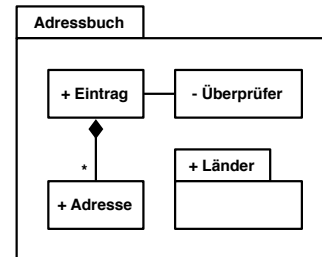 Adressbuch
+ Eintrag
- Überprüfer
*
+ Länder
+ Adresse